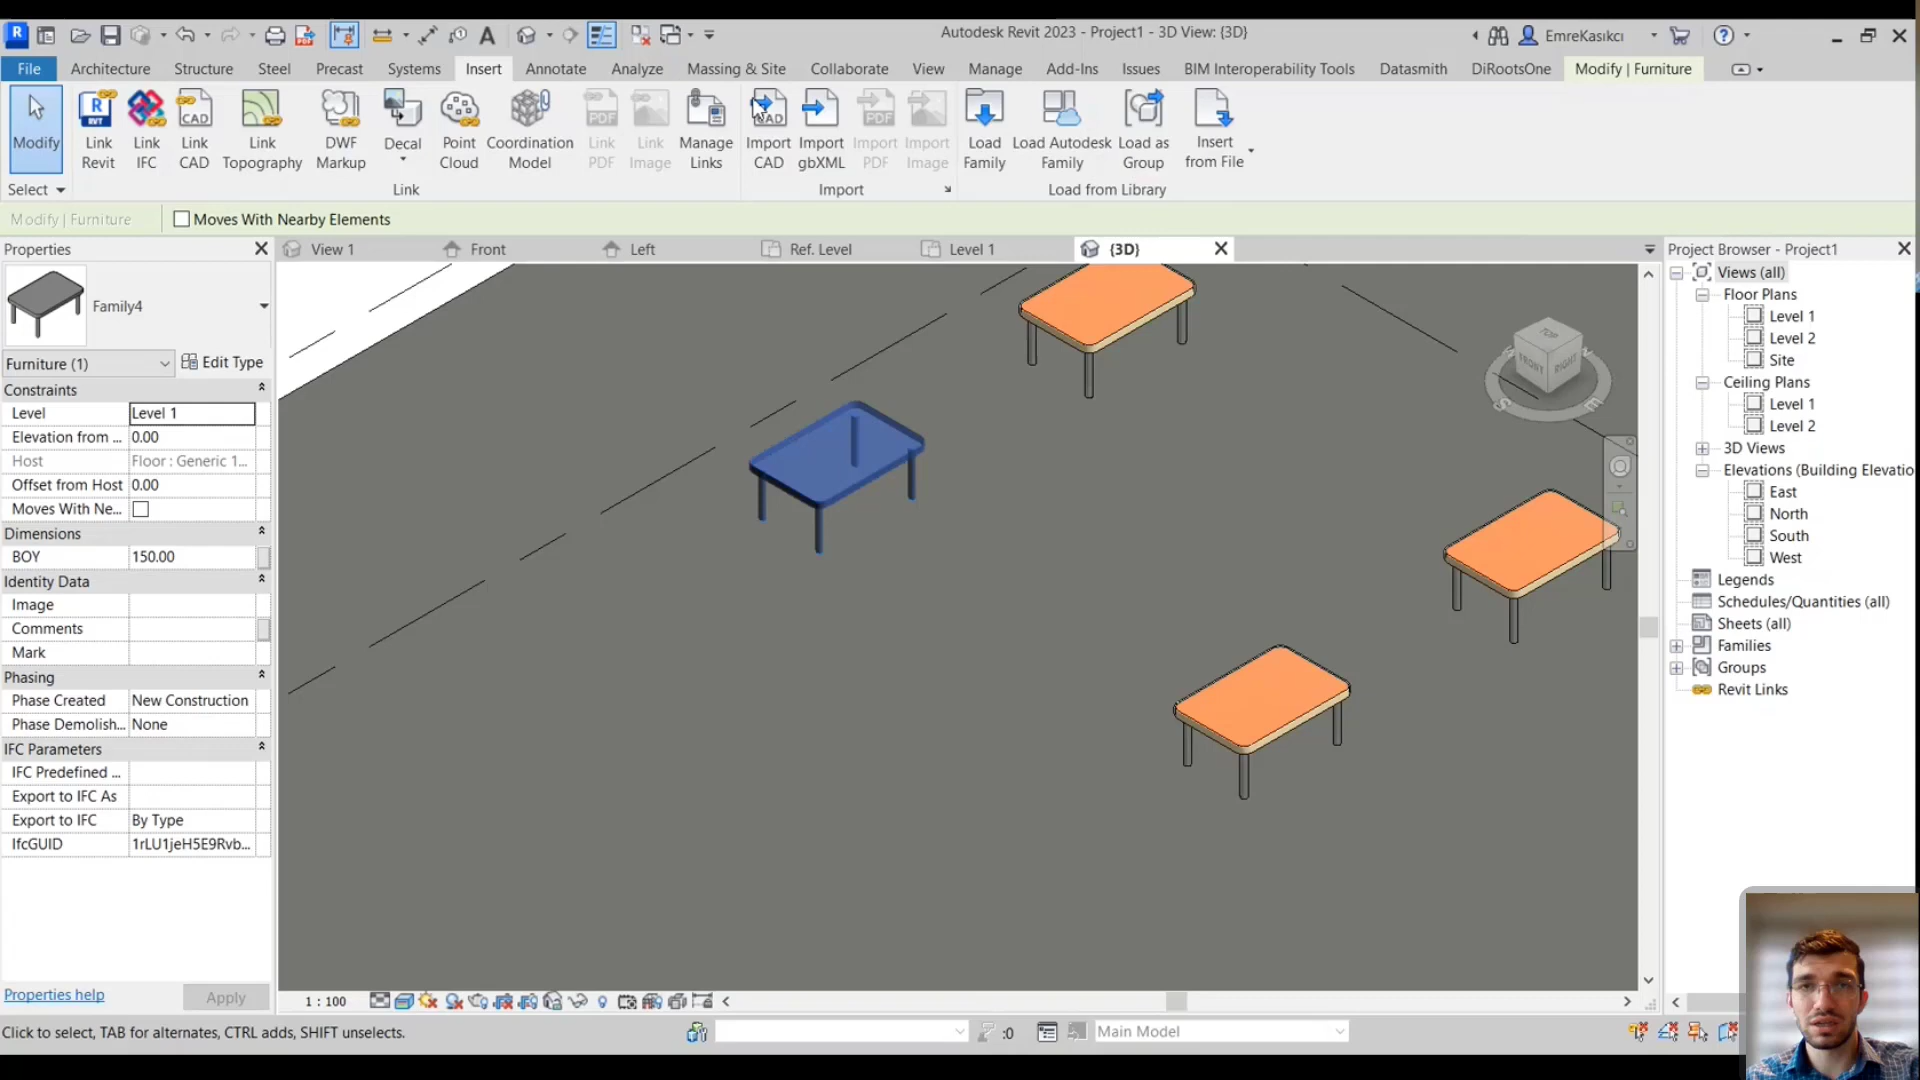 Autodesk Revit 2023 - Project1 - 3D View: {3D}
EmreKasıkcı
File Architecture Structure Steel Precast Systems Insert Annotate Analyze Massing & Site Collaborate View Manage Add-Ins Issues BIM Interoperability Tools Datasmith DiRootsOne Modify | Furniture
Modify
Link Revit
Link IFC
Link CAD
Link Topography
DWF Markup
Decal
Point Cloud
Coordination Model
Link PDF
Link Image
Manage Links
Import CAD
Import gbXML
Import PDF
Import Image
Load Family
Load Autodesk Family
Load as Group
Insert from File
Select
Link
Import
Load from Library
Modify | Furniture
Moves With Nearby Elements
Properties
Family4
Furniture (1)
Edit Type
Constraints
Level Level 1
Elevation from ... 0.00
Host Floor : Generic 1...
Offset from Host 0.00
Moves With Ne...
Dimensions
BOY 150.00
Identity Data
Image
Comments
Mark
Phasing
Phase Created New Construction
Phase Demolish... None
IFC Parameters
IFC Predefined ...
Export to IFC As
Export to IFC By Type
IfcGUID 1rLU1jeH5E9Rvb...
Properties help
Apply
View 1
Front
Left
Ref. Level
Level 1
{3D}
TOP
FRONT
RIGHT
1 : 100
Project Browser - Project1
Views (all)
Floor Plans
Level 1
Level 2
Site
Ceiling Plans
Level 1
Level 2
3D Views
Elevations (Building Elevatio
East
North
South
West
Legends
Schedules/Quantities (all)
Sheets (all)
Families
Groups
Revit Links
Click to select, TAB for alternates, CTRL adds, SHIFT unselects.
:0
Main Model